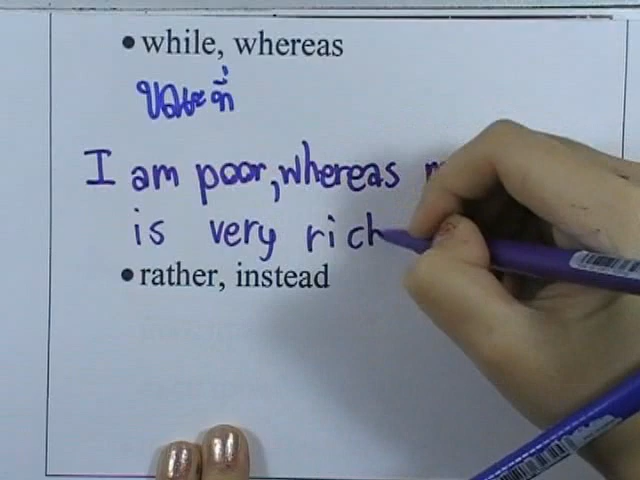 • while, whereas
ขณะที่
I am poor, whereas
is very rich
• rather, instead